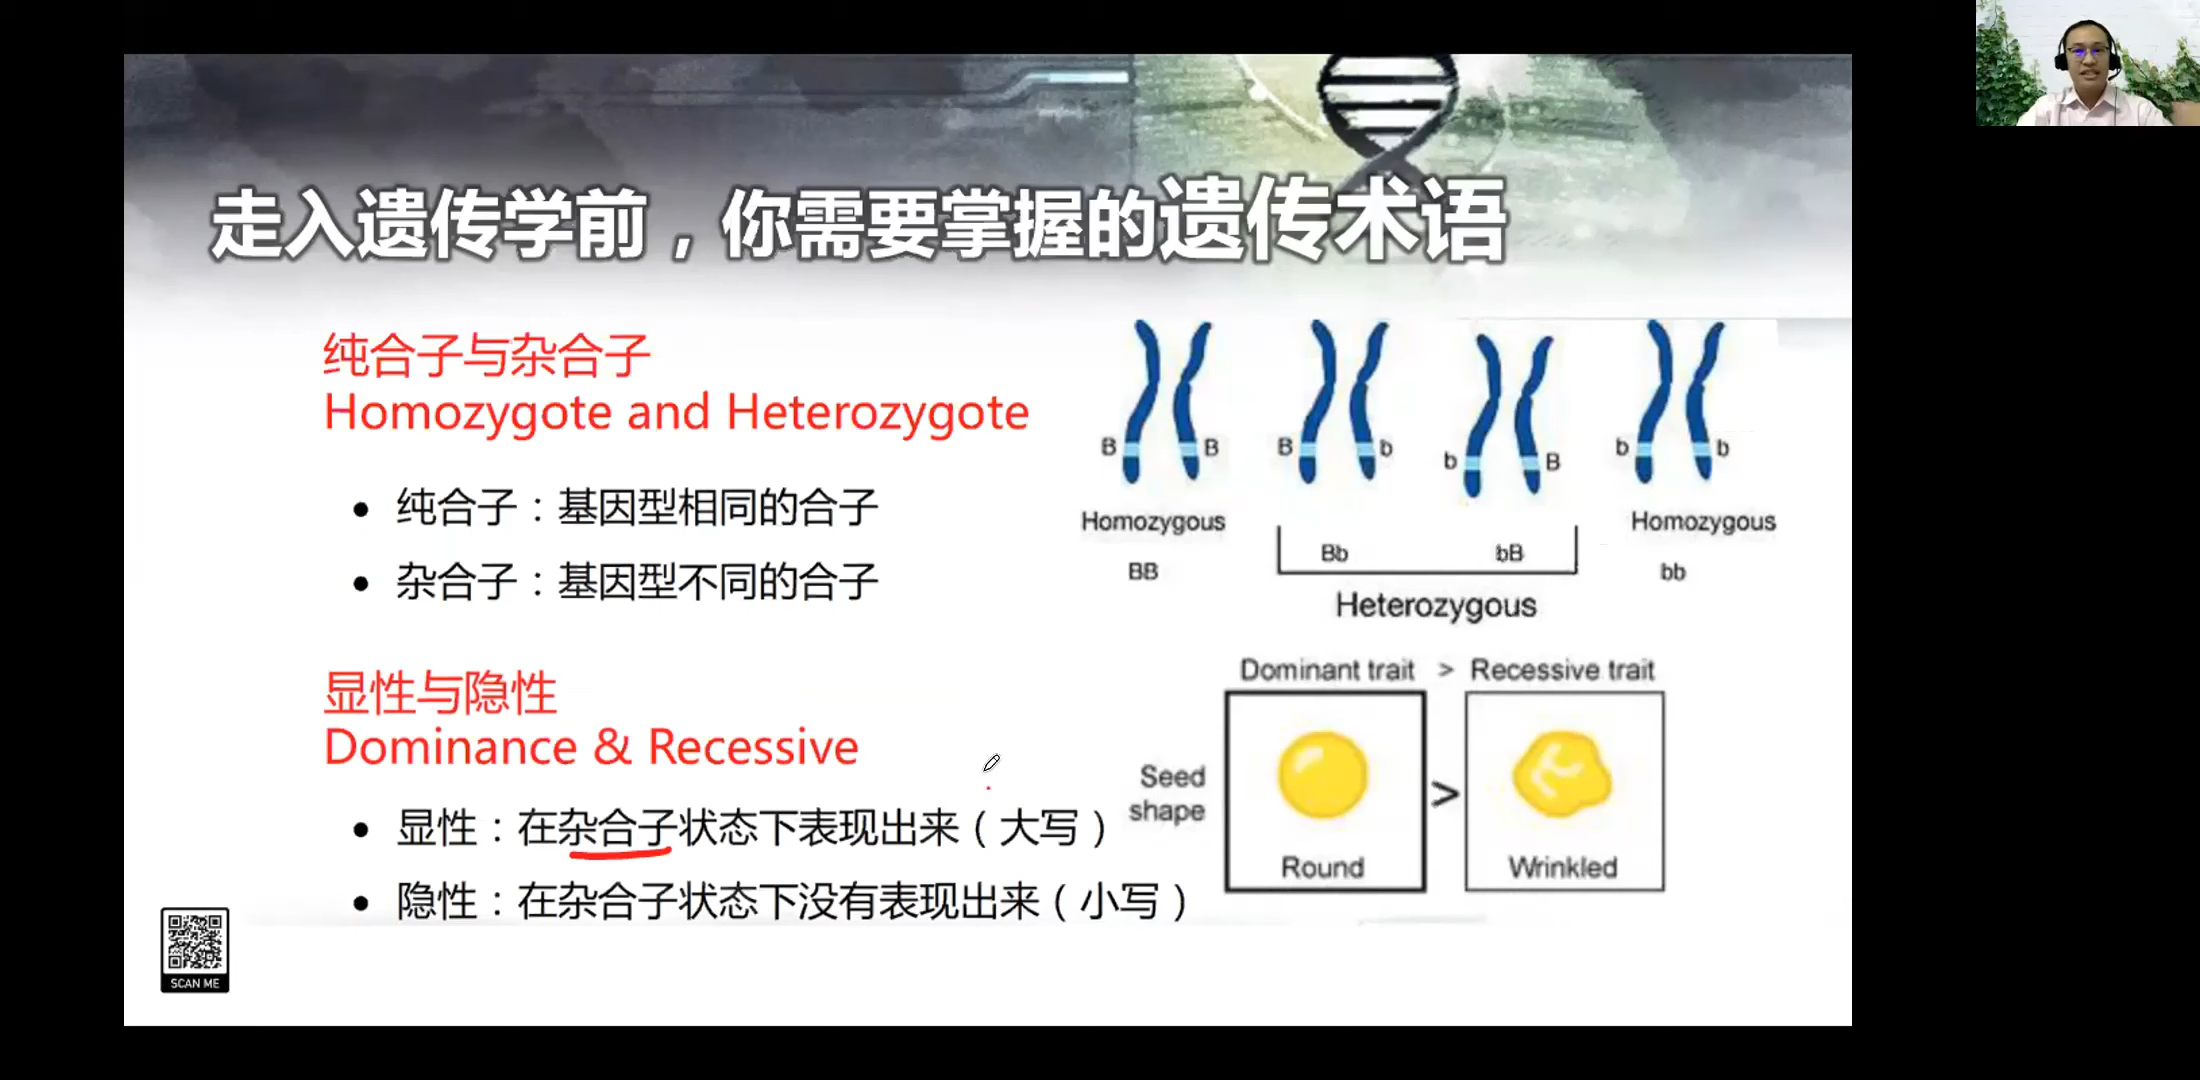 走入遗传学前，你需要掌握的遗传术语
纯合子与杂合子
Homozygote and Heterozygote
• 纯合子：基因型相同的合子
• 杂合子：基因型不同的合子
显性与隐性
Dominance & Recessive
• 显性：在杂合子状态下表现出来（大写）
• 隐性：在杂合子状态下没有表现出来（小写）
B B B b b B b b
Homozygous
BB
Bb bB
Heterozygous
Homozygous
bb
Dominant trait > Recessive trait
Seed
shape
Round
>
Wrinkled
SCAN ME